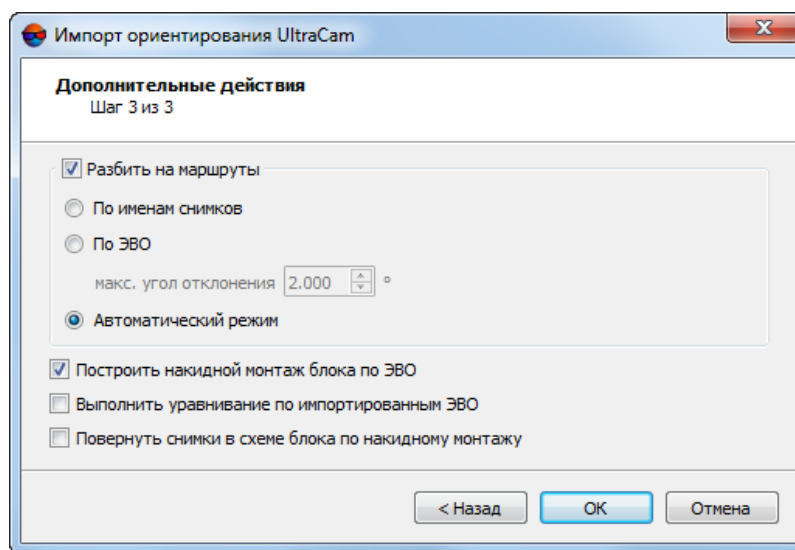 Импорт ориентирования UltraCam
Дополнительные действия
Шаг 3 из 3
Разбить на маршруты
По именам снимков
По ЭВО
макс. угол отклонения 2.000 °
Автоматический режим
Построить накидной монтаж блока по ЭВО
Выполнить уравнивание по импортированным ЭВО
Повернуть снимки в схеме блока по накидному монтажу
< Назад OK Отмена